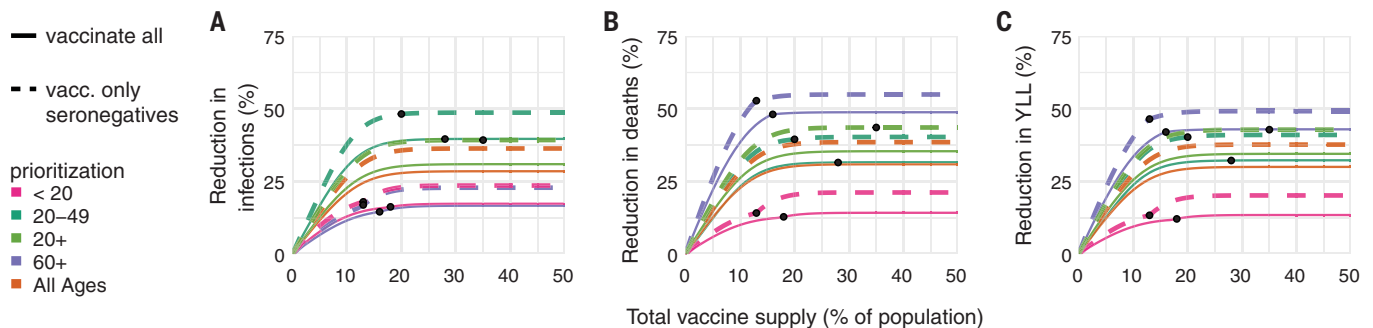 vaccinate all
vacc. only
seronegatives
prioritization
< 20
20–49
20+
60+
All Ages
A
Reduction in
infections (%)
75
50
25
0
0 10 20 30 40 50
B
Reduction in deaths (%)
75
50
25
0
0 10 20 30 40 50
C
Reduction in YLL (%)
75
50
25
0
0 10 20 30 40 50
Total vaccine supply (% of population)